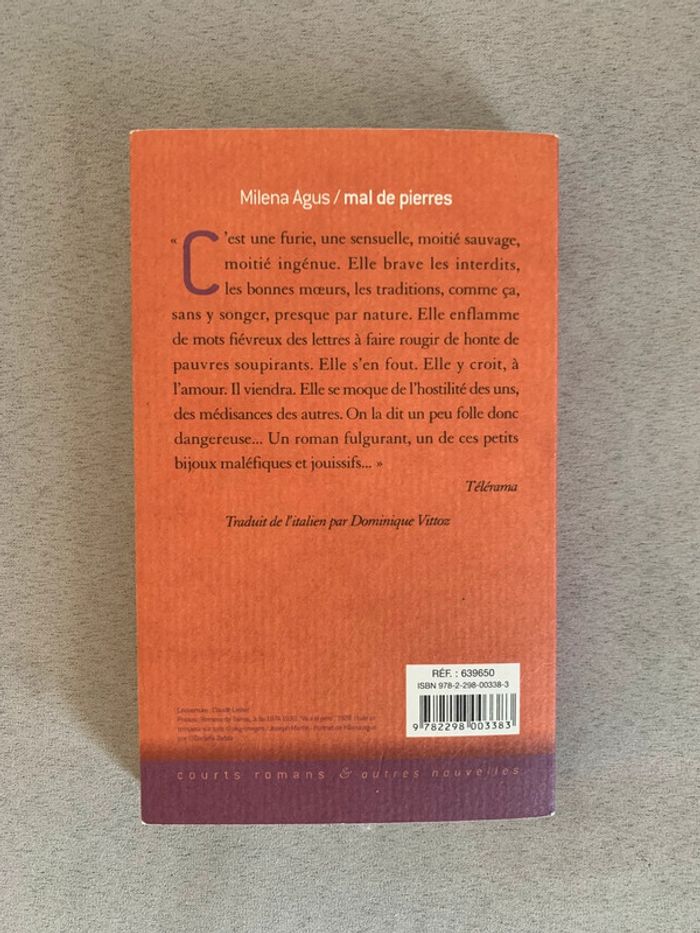 Milena Agus / mal de pierres
« C'est une furie, une sensuelle, moitié sauvage,
moitié ingénue. Elle brave les interdits,
les bonnes mœurs, les traditions, comme ça,
sans y songer, presque par nature. Elle enflamme
de mots fiévreux des lettres à faire rougir de honte de
pauvres soupirants. Elle s'en fout. Elle y croit, à
l'amour. Il viendra. Elle se moque de l'hostilité des uns,
des médisances des autres. On la dit un peu folle donc
dangereuse... Un roman fulgurant, un de ces petits
bijoux maléfiques et jouissifs... »
Télérama
Traduit de l'italien par Dominique Vittoz
RÉF. : 639650
ISBN 978-2-298-00338-3
9 782298 003383
Couverture : Claude
courts romans & autres nouvelles